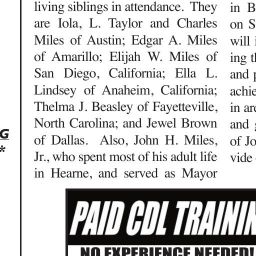 living siblings in attendance. They
are Iola, L. Taylor and Charles
Miles of Austin; Edgar A. Miles
of Amarillo; Elijah W. Miles of
San Diego, California; Ella L.
Lindsey of Anaheim, California;
Thelma J. Beasley of Fayetteville,
North Carolina; and Jewel Brown
of Dallas. Also, John H. Miles,
Jr., who spent most of his adult life
in Hearne, and served as Mayor
G
*
in B
on S
will i
ing th
and p
achie
in are
and g
of Jo
vide
PAID CDL TRAININ
NO EXPERIENCE NEEDED!